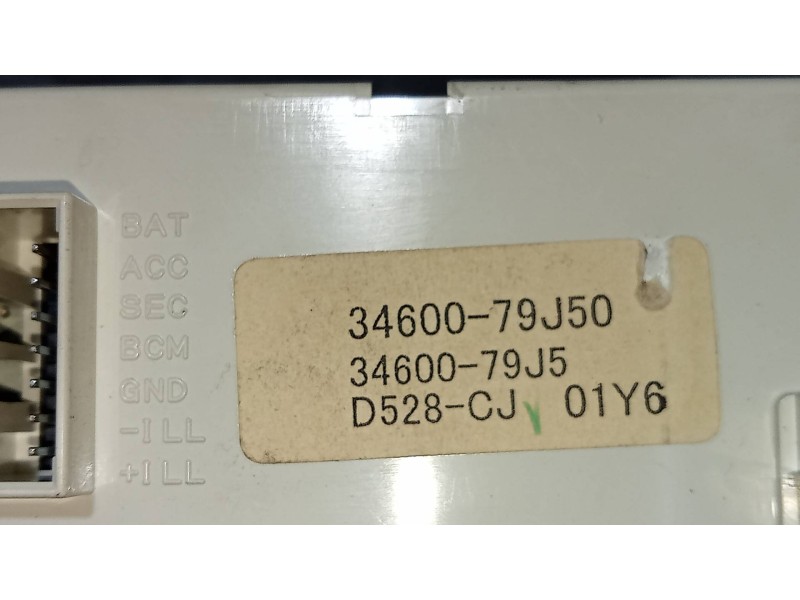 BAT
ACC
SEC
BCM
GND
-ILL
+ILL
34600-79J50
34600-79J5
D528-CJ 01Y6